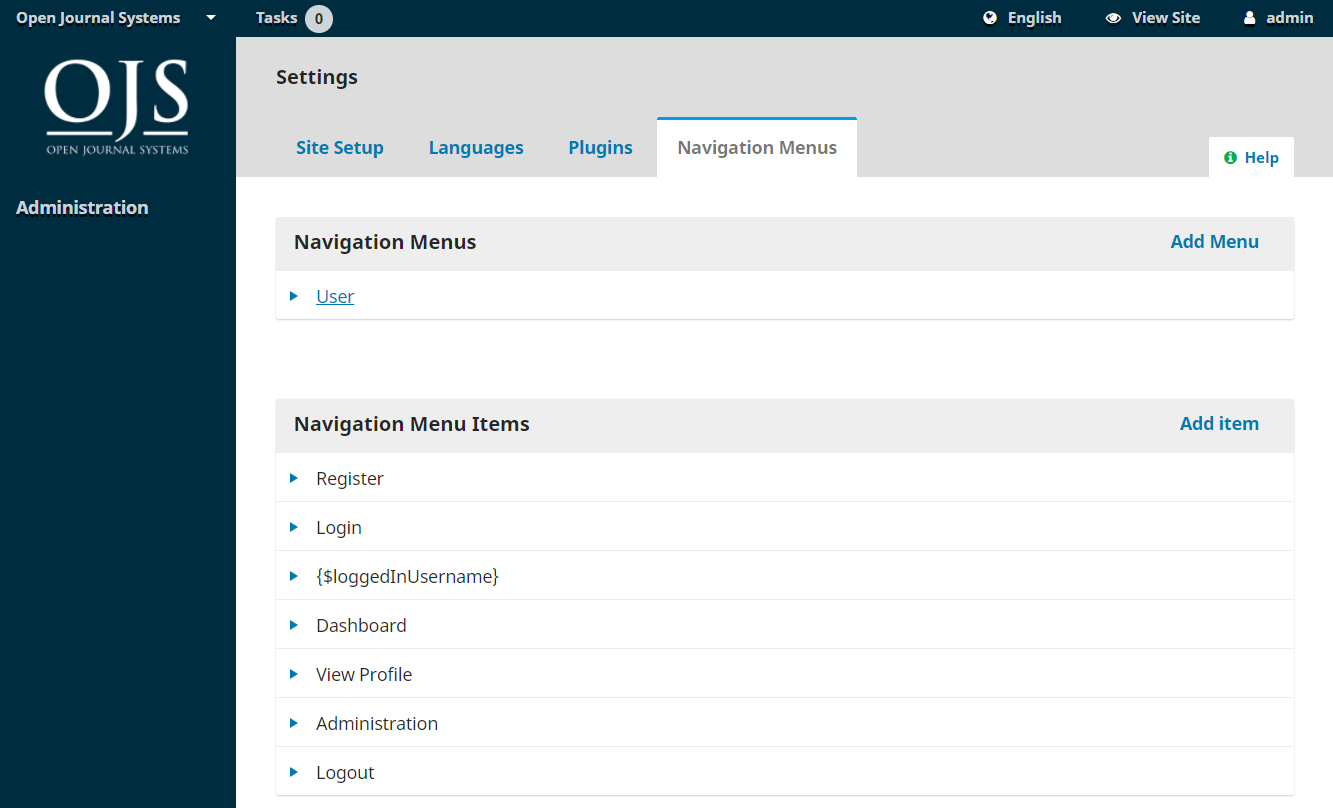 Open Journal Systems Tasks 0 English View Site admin
OJS
OPEN JOURNAL SYSTEMS
Administration
Settings
Site Setup Languages Plugins Navigation Menus
Help
Navigation Menus Add Menu
User
Navigation Menu Items Add item
Register
Login
{$loggedInUsername}
Dashboard
View Profile
Administration
Logout